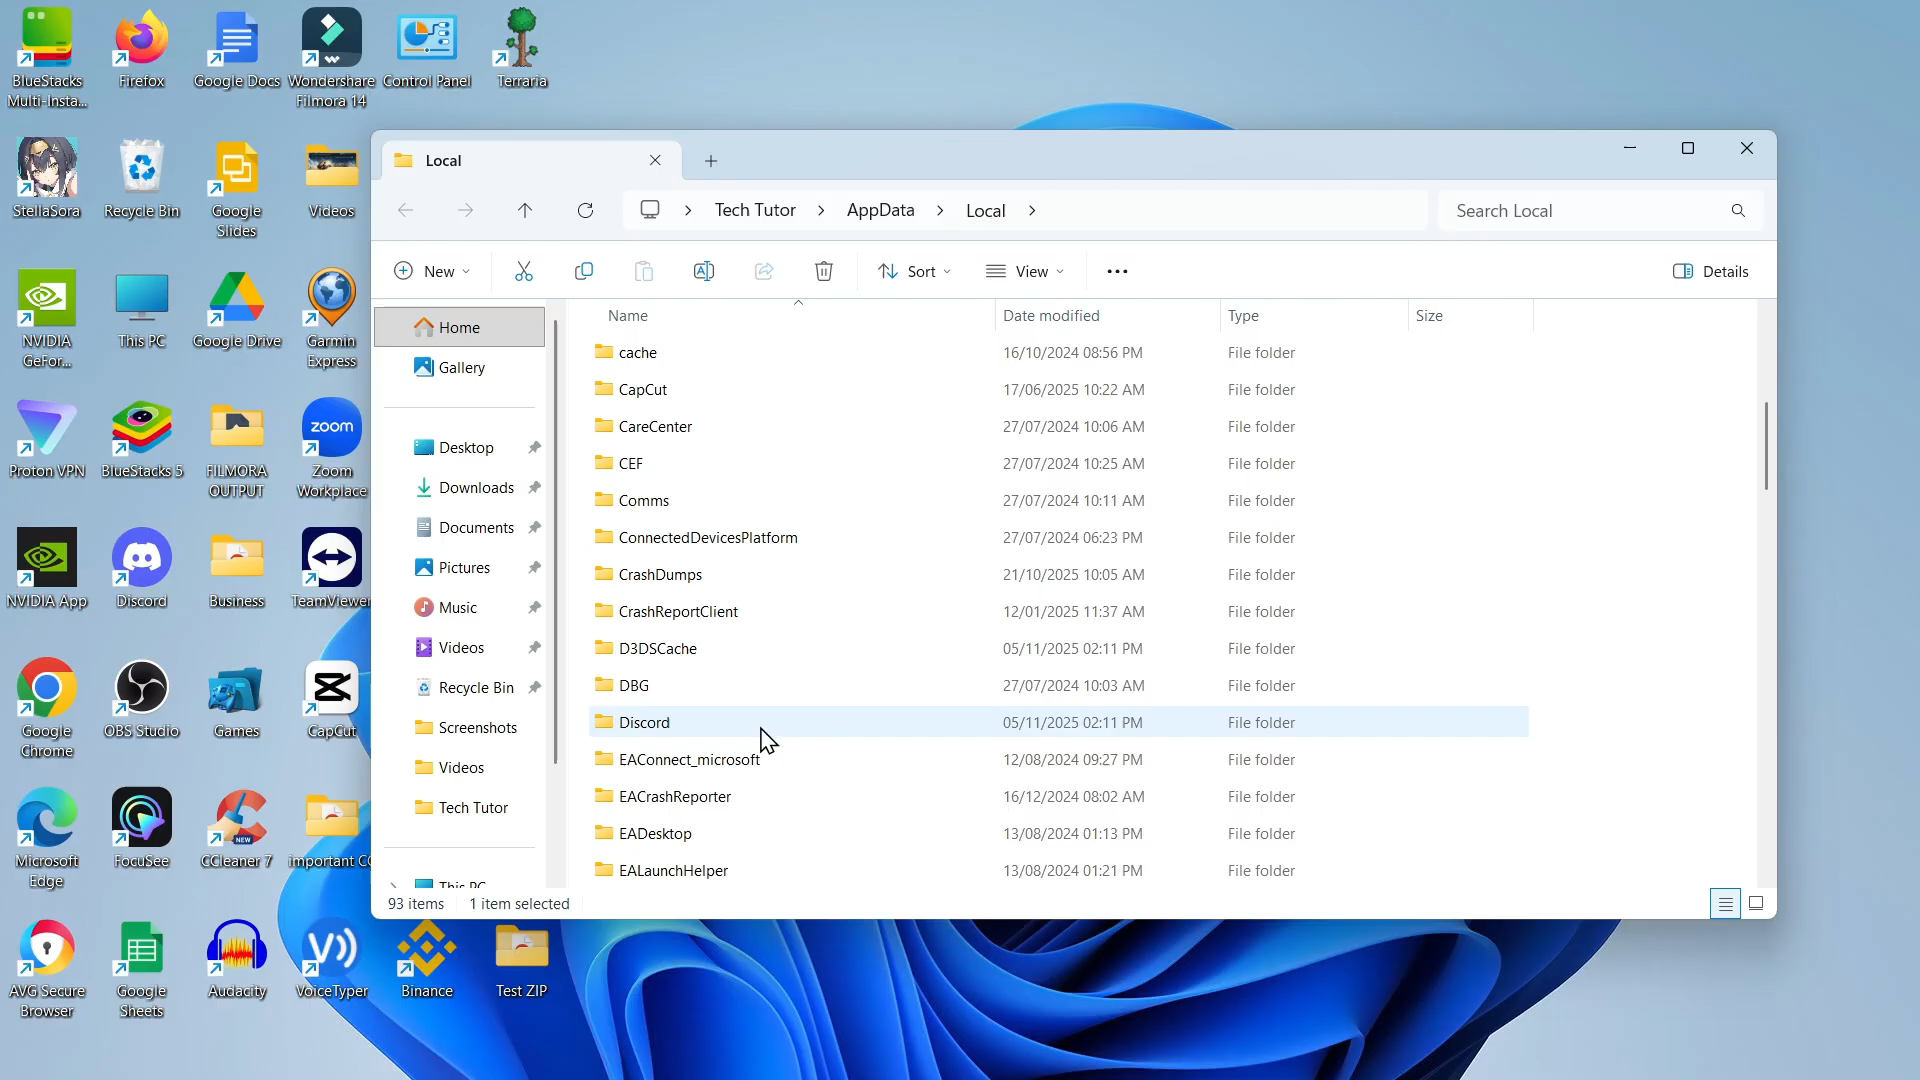 BlueStacks
Multi-Insta...
Firefox
Google Docs
Wondershare
Filmora 14
Control Panel
Terraria
StellaSora
Recycle Bin
Google
Slides
Videos
NVIDIA
GeFor...
This PC
Google Drive
Garmin
Express
Proton VPN
BlueStacks 5
FILMORA
OUTPUT
zoom
Zoom
Workplace
NVIDIA App
Discord
Business
TeamViewer
Google
Chrome
OBS Studio
Games
CapCut
Microsoft
Edge
FocuSee
NEW
CCleaner 7
important CC
AVG Secure
Browser
Google
Sheets
Audacity
VoiceTyper
Binance
Test ZIP
Local
Tech Tutor
AppData
Local
Search Local
New
Sort
View
Details
Home
Gallery
Desktop
Downloads
Documents
Pictures
Music
Videos
Recycle Bin
Screenshots
Videos
Tech Tutor
This PC
Name Date modified Type Size
cache 16/10/2024 08:56 PM File folder
CapCut 17/06/2025 10:22 AM File folder
CareCenter 27/07/2024 10:06 AM File folder
CEF 27/07/2024 10:25 AM File folder
Comms 27/07/2024 10:11 AM File folder
ConnectedDevicesPlatform 27/07/2024 06:23 PM File folder
CrashDumps 21/10/2025 10:05 AM File folder
CrashReportClient 12/01/2025 11:37 AM File folder
D3DSCache 05/11/2025 02:11 PM File folder
DBG 27/07/2024 10:03 AM File folder
Discord 05/11/2025 02:11 PM File folder
EAConnect_microsoft 12/08/2024 09:27 PM File folder
EACrashReporter 16/12/2024 08:02 AM File folder
EADesktop 13/08/2024 01:13 PM File folder
EALaunchHelper 13/08/2024 01:21 PM File folder
93 items 1 item selected